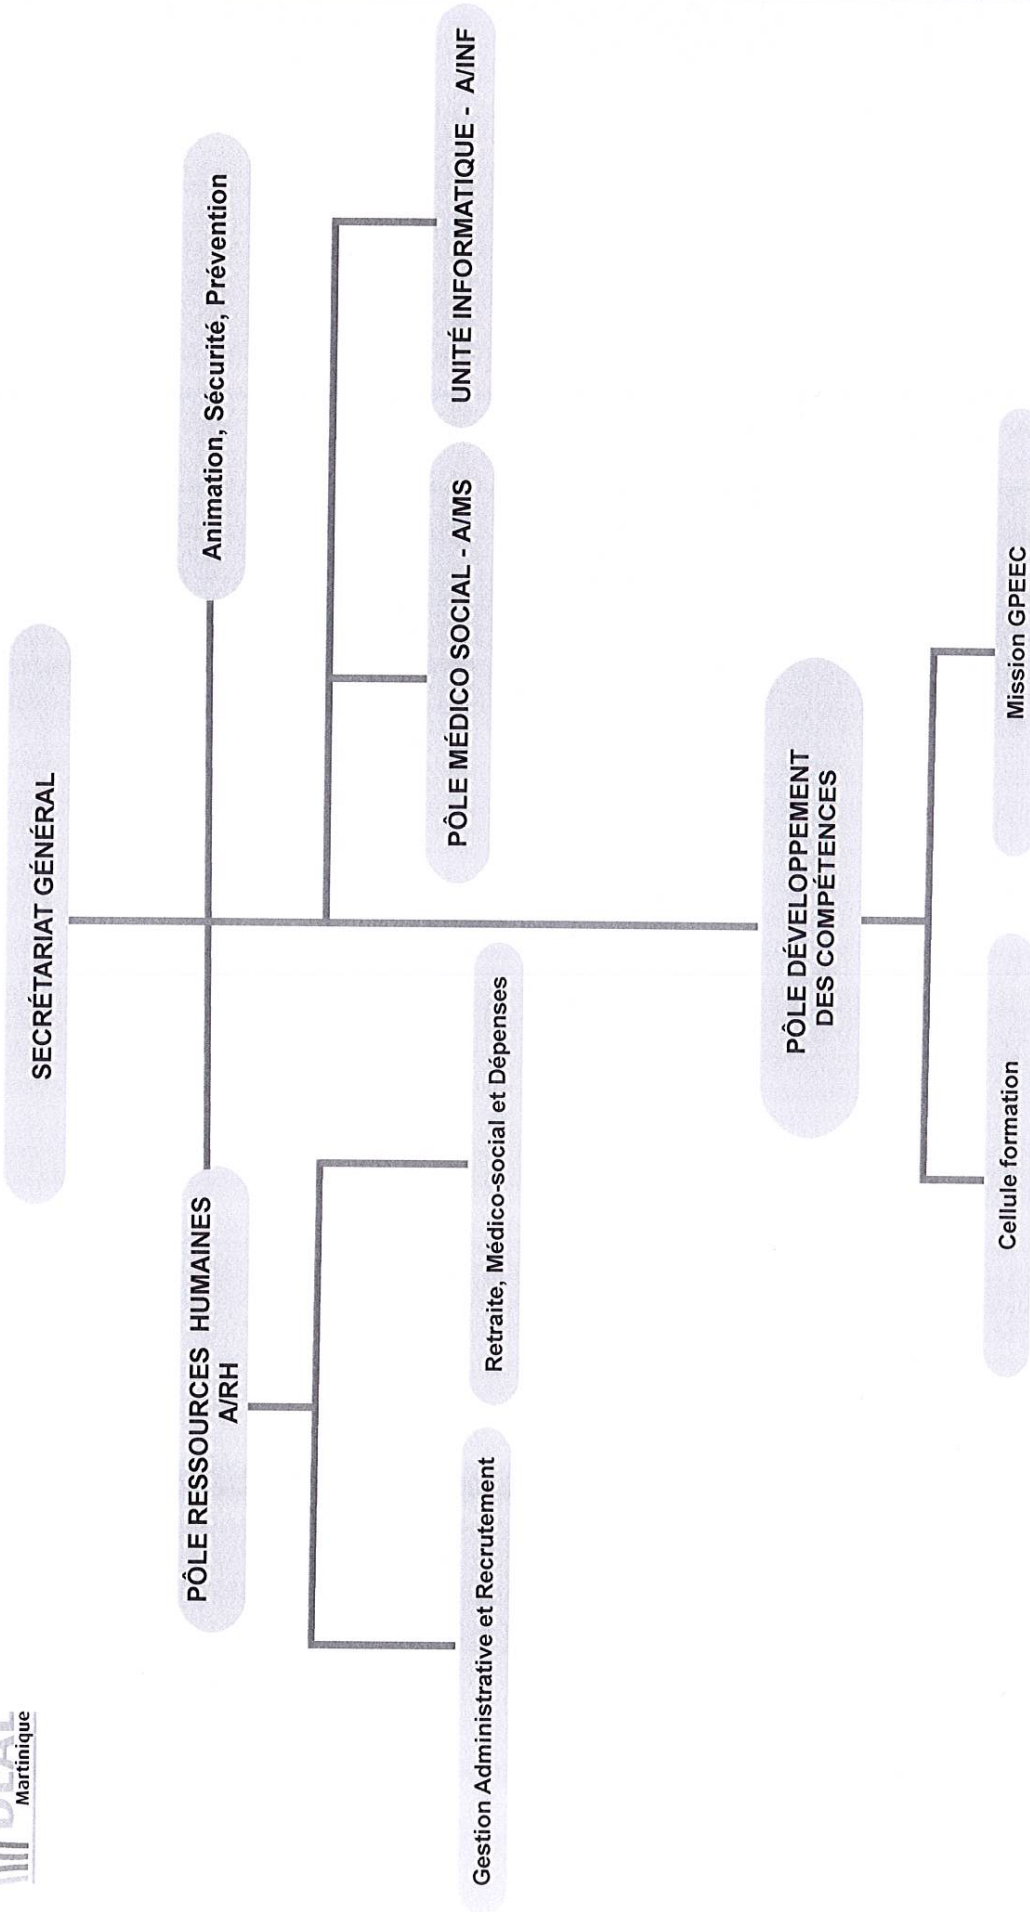 DEAL
Martinique
SECRÉTARIAT GÉNÉRAL
PÔLE RESSOURCES HUMAINES
A/RH
Animation, Sécurité, Prévention
Gestion Administrative et Recrutement
Retraite, Médico-social et Dépenses
PÔLE MÉDICO SOCIAL - A/MS
UNITÉ INFORMATIQUE - A/INF
PÔLE DÉVELOPPEMENT
DES COMPÉTENCES
Cellule formation
Mission GPEEC